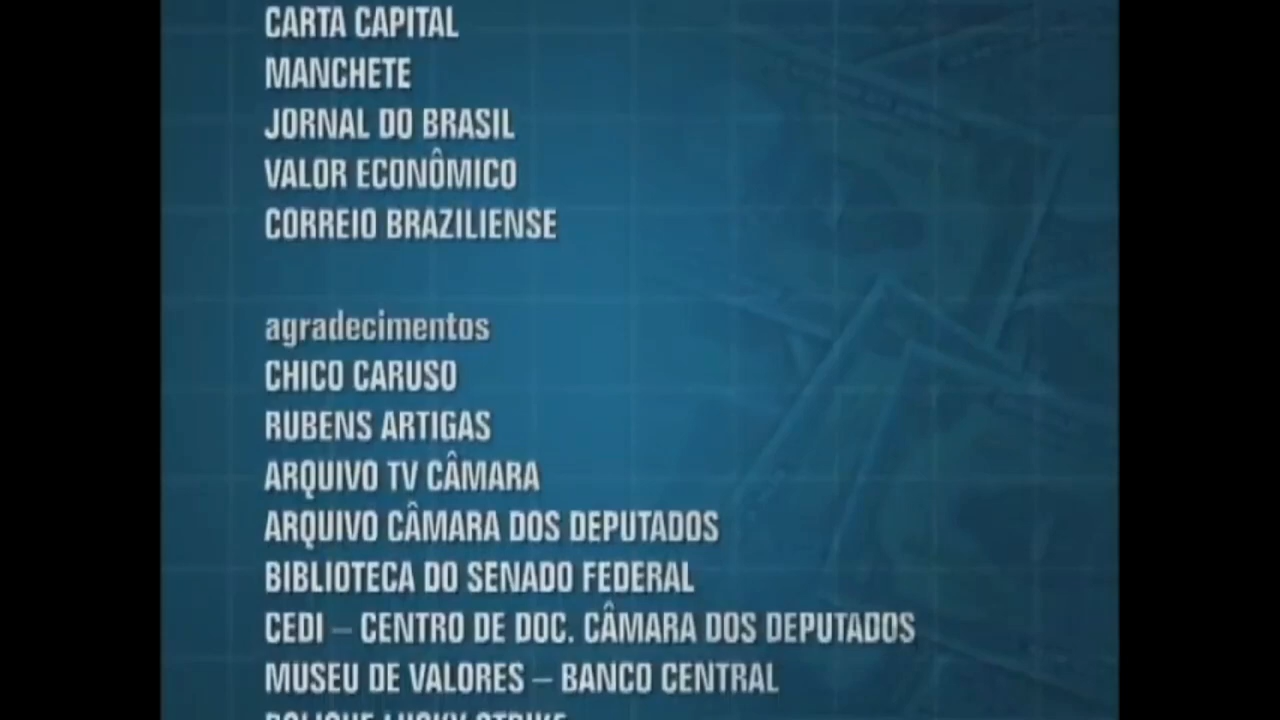 CARTA CAPITAL
MANCHETE
JORNAL DO BRASIL
VALOR ECONÔMICO
CORREIO BRAZILIENSE
agradecimentos
CHICO CARUSO
RUBENS ARTIGAS
ARQUIVO TV CÂMARA
ARQUIVO CÂMARA DOS DEPUTADOS
BIBLIOTECA DO SENADO FEDERAL
CEDI – CENTRO DE DOC. CÂMARA DOS DEPUTADOS
MUSEU DE VALORES – BANCO CENTRAL
LUCKY STRIKE